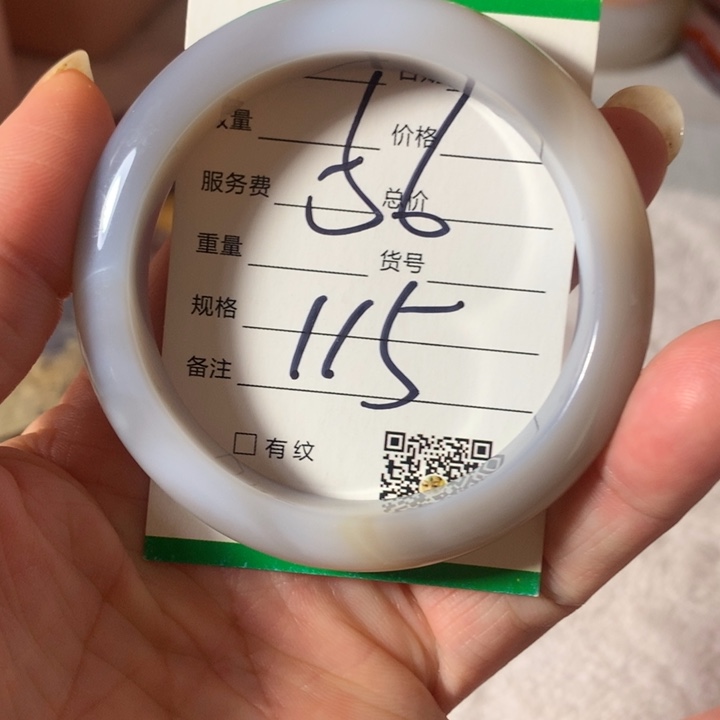 量 价格
56
服务费 总价
重量 货号
规格
115
备注
□ 有纹